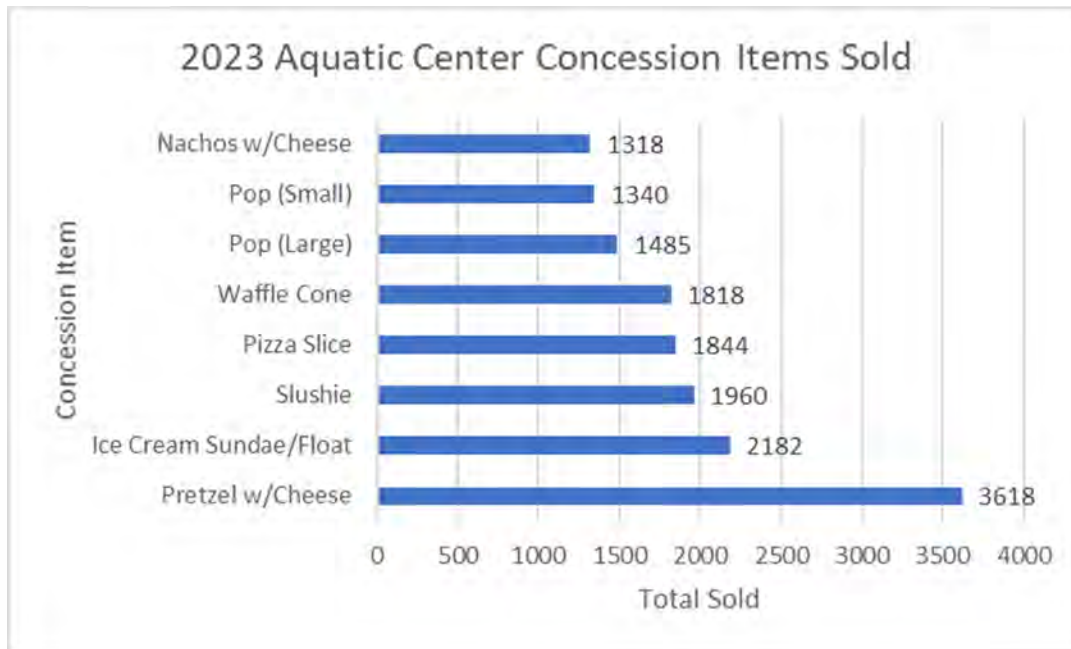 2023 Aquatic Center Concession Items Sold
Concession Item
Nachos w/Cheese 1318
Pop (Small) 1340
Pop (Large) 1485
Waffle Cone 1818
Pizza Slice 1844
Slushie 1960
Ice Cream Sundae/Float 2182
Pretzel w/Cheese 3618
0 500 1000 1500 2000 2500 3000 3500 4000
Total Sold